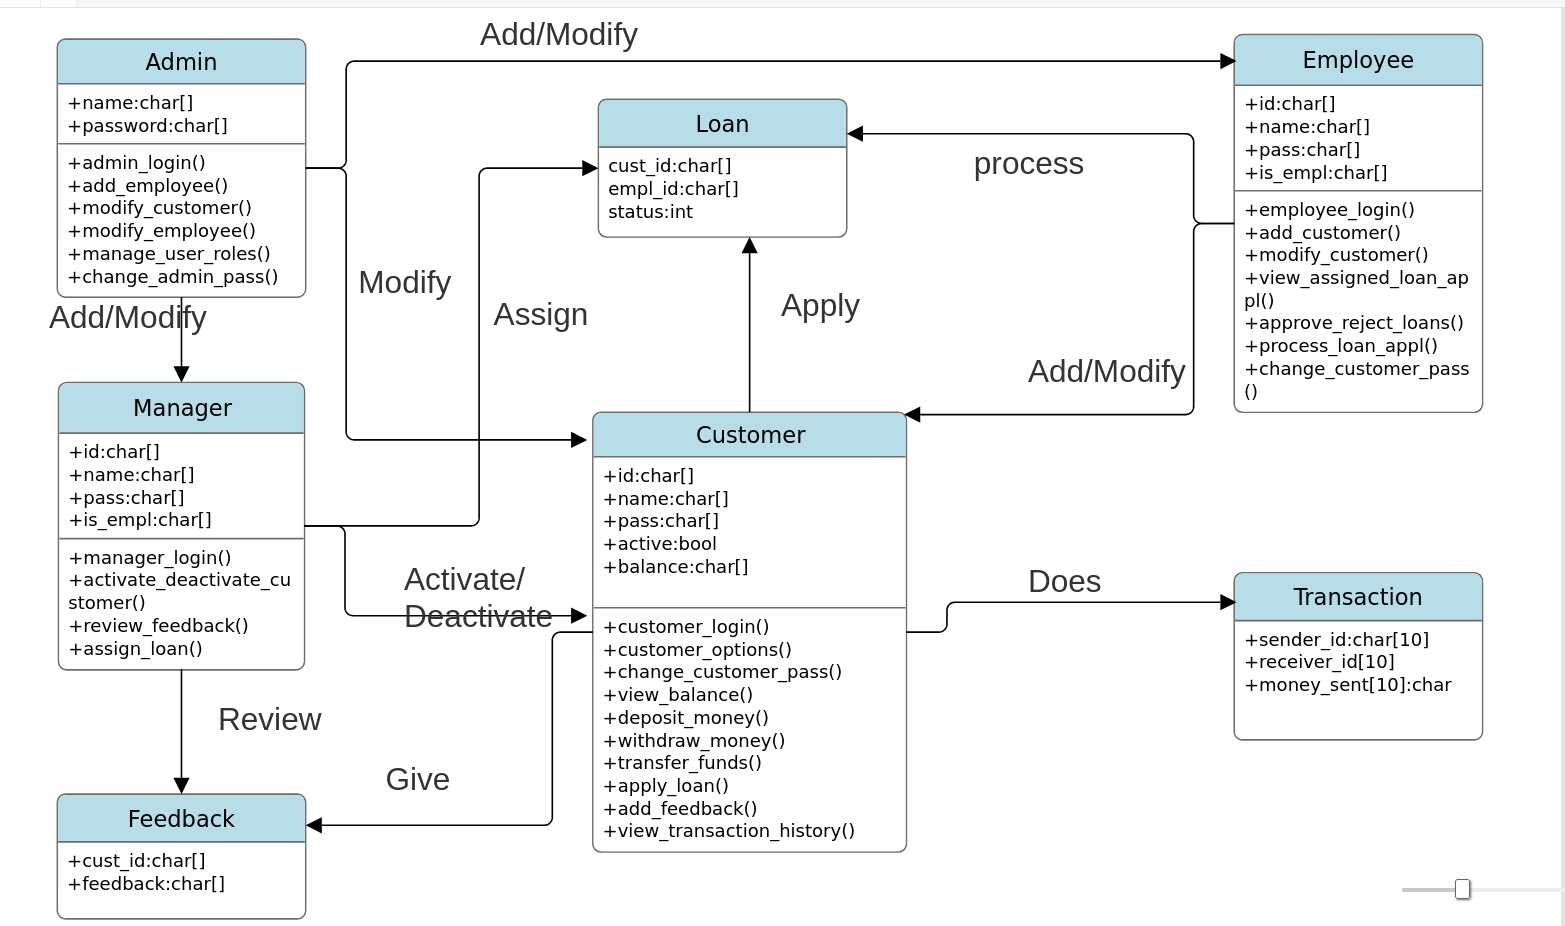 Add/Modify
Admin
+name:char[]
+password:char[]
+admin_login()
+add_employee()
+modify_customer()
+modify_employee()
+manage_user_roles()
+change_admin_pass()
Loan
cust_id:char[]
empl_id:char[]
status:int
process
Employee
+id:char[]
+name:char[]
+pass:char[]
+is_empl:char[]
+employee_login()
+add_customer()
+modify_customer()
+view_assigned_loan_ap
pl()
+approve_reject_loans()
+process_loan_appl()
+change_customer_pass
()
Add/Modify
Modify
Assign
Apply
Add/Modify
Manager
+id:char[]
+name:char[]
+pass:char[]
+is_empl:char[]
+manager_login()
+activate_deactivate_cu
stomer()
+review_feedback()
+assign_loan()
Activate/
Deactivate
Customer
+id:char[]
+name:char[]
+pass:char[]
+active:bool
+balance:char[]
+customer_login()
+customer_options()
+change_customer_pass()
+view_balance()
+deposit_money()
+withdraw_money()
+transfer_funds()
+apply_loan()
+add_feedback()
+view_transaction_history()
Does
Transaction
+sender_id:char[10]
+receiver_id[10]
+money_sent[10]:char
Review
Give
Feedback
+cust_id:char[]
+feedback:char[]